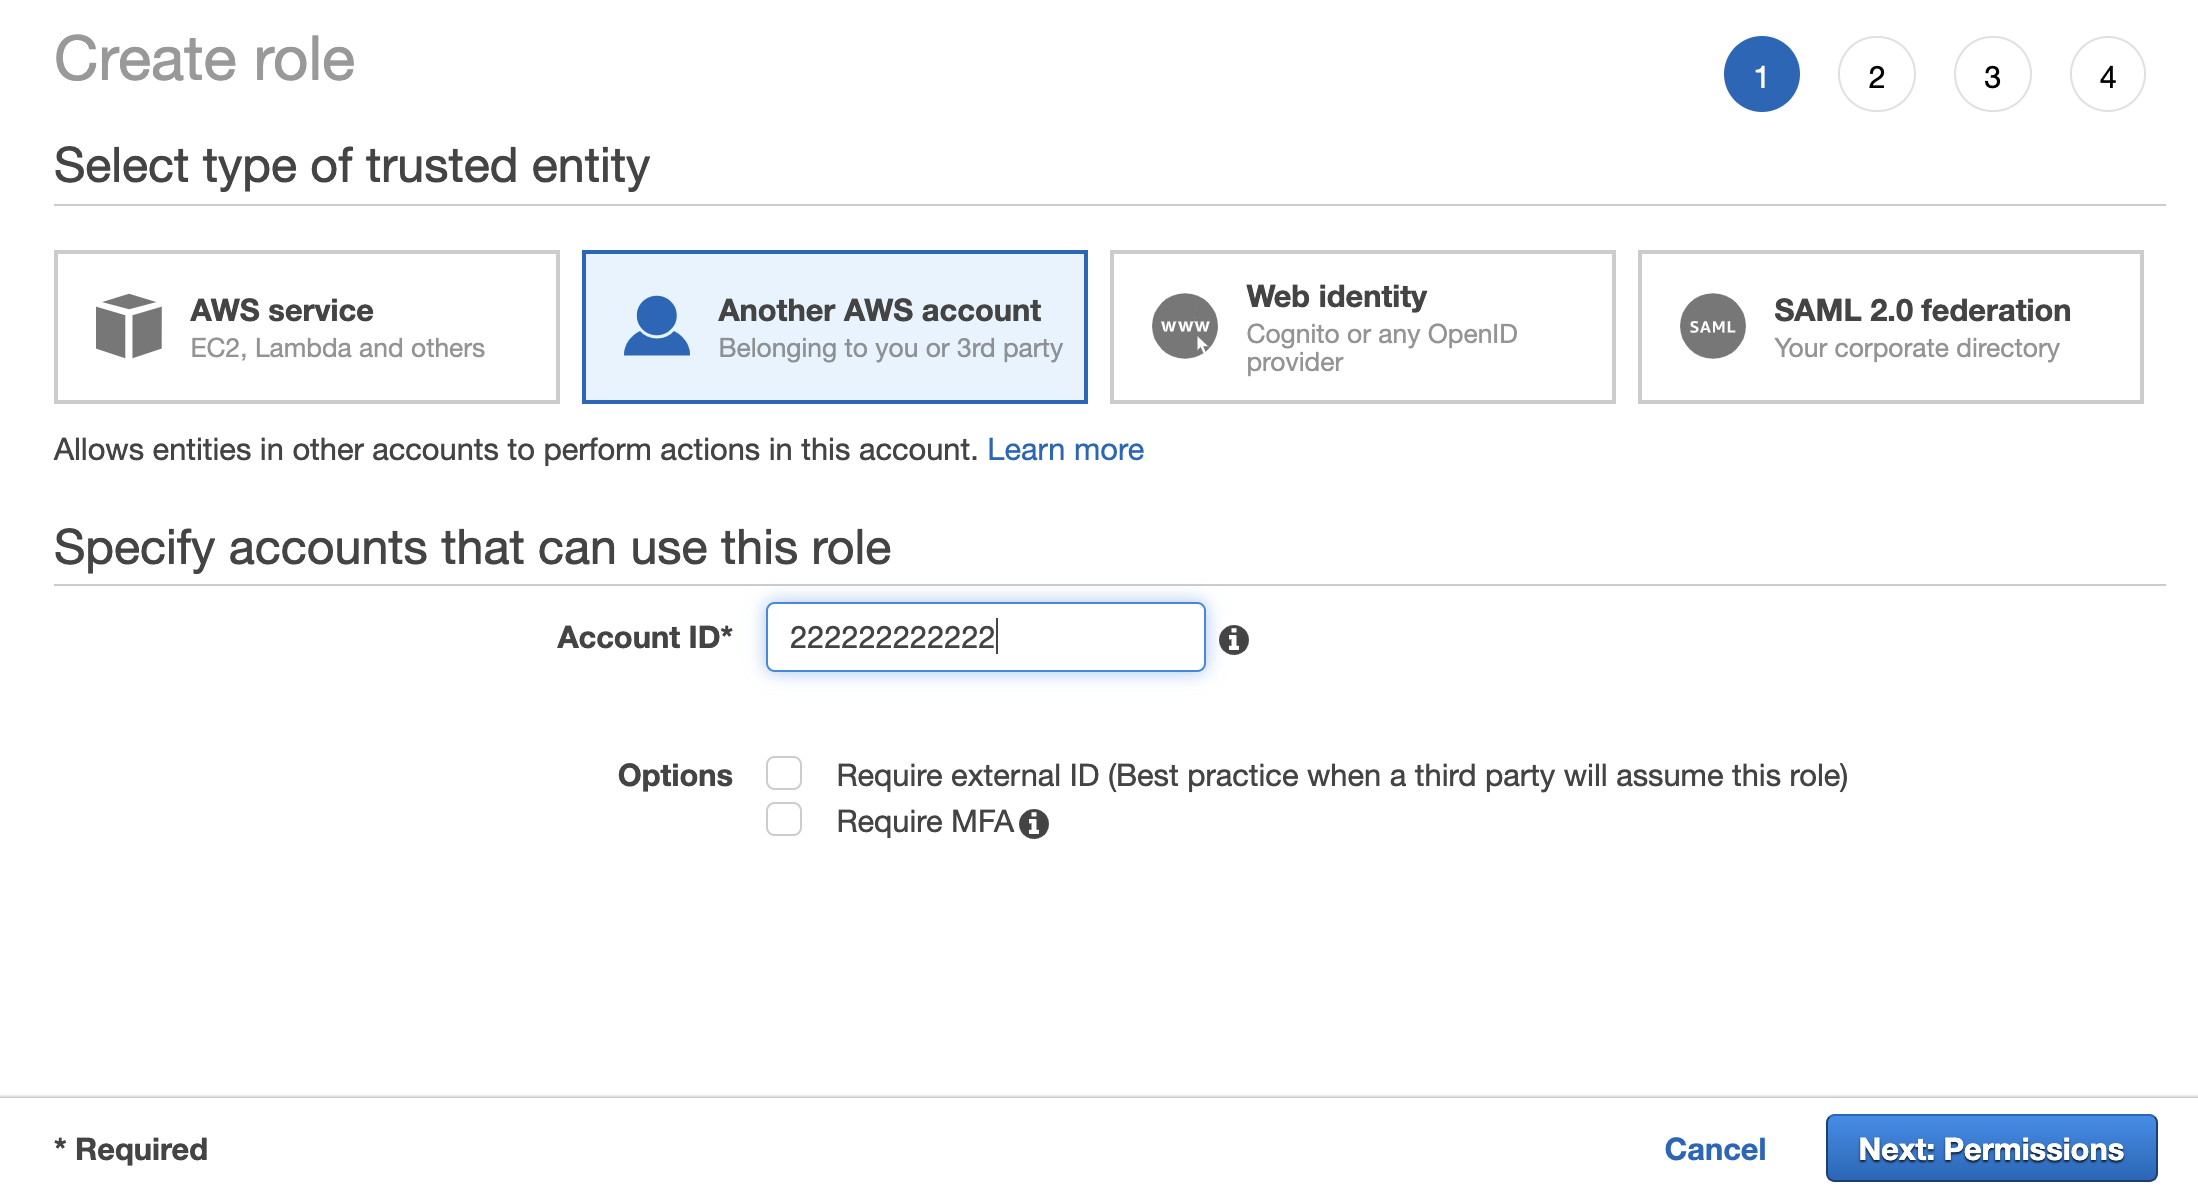 Create role
1 2 3 4
Select type of trusted entity
AWS service
EC2, Lambda and others
Another AWS account
Belonging to you or 3rd party
www
Web identity
Cognito or any OpenID
provider
SAML
SAML 2.0 federation
Your corporate directory
Allows entities in other accounts to perform actions in this account. Learn more
Specify accounts that can use this role
Account ID* 222222222222
Options Require external ID (Best practice when a third party will assume this role)
Require MFA
* Required Cancel Next: Permissions